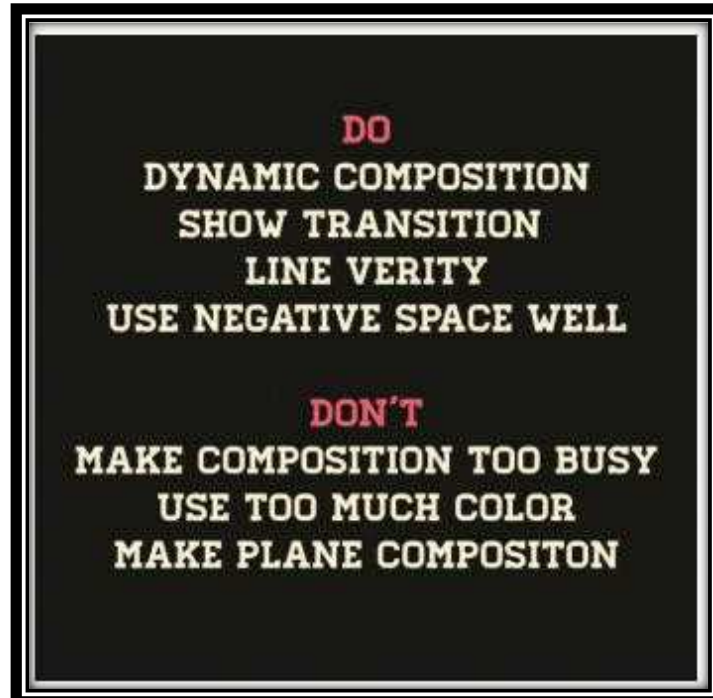 DO
DYNAMIC COMPOSITION
SHOW TRANSITION
LINE VERITY
USE NEGATIVE SPACE WELL
DON'T
MAKE COMPOSITION TOO BUSY
USE TOO MUCH COLOR
MAKE PLANE COMPOSITON